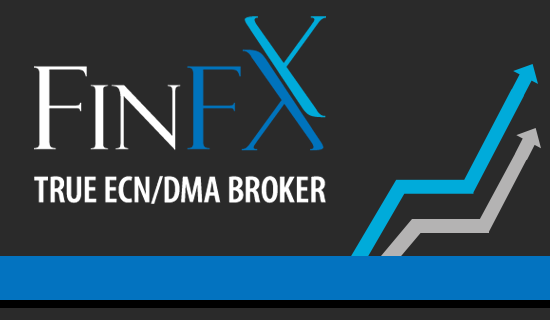 FINFX
TRUE ECN/DMA BROKER